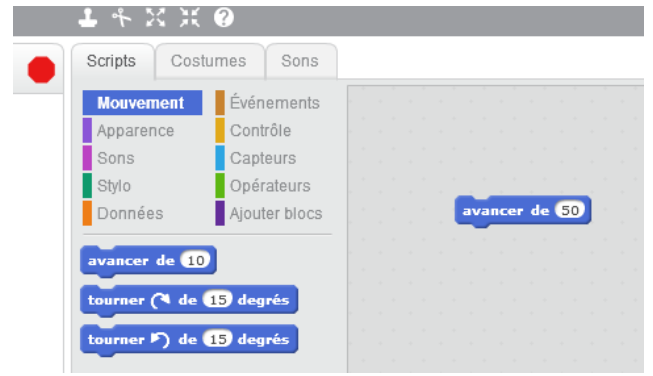 ?
Scripts Costumes Sons
Mouvement Événements
Apparence Contrôle
Sons Capteurs
Stylo Opérateurs
Données Ajouter blocs
avancer de 50
avancer de 10
tourner de 15 degrés
tourner de 15 degrés